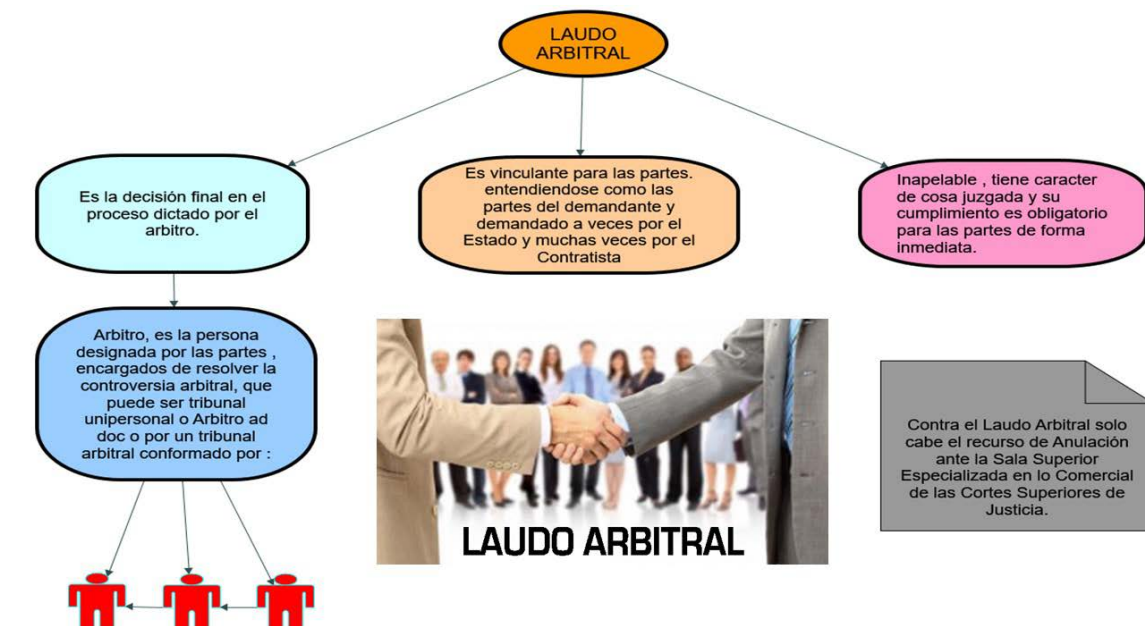 LAUDO
ARBITRAL
Es la decisión final en el
proceso dictado por el
arbitro.
Es vinculante para las partes.
entendiendose como las
partes del demandante y
demandado a veces por el
Estado y muchas veces por el
Contratista
Inapelable , tiene caracter
de cosa juzgada y su
cumplimiento es obligatorio
para las partes de forma
inmediata.
Arbitro, es la persona
designada por las partes ,
encargados de resolver la
controversia arbitral, que
puede ser tribunal
unipersonal o Arbitro ad
doc o por un tribunal
arbitral conformado por :
LAUDO ARBITRAL
Contra el Laudo Arbitral solo
cabe el recurso de Anulación
ante la Sala Superior
Especializada en lo Comercial
de las Cortes Superiores de
Justicia.